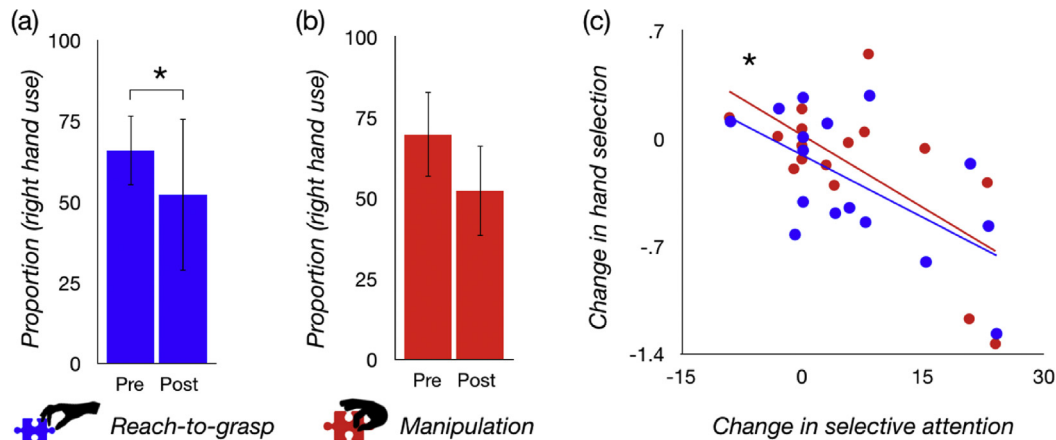 (a)
100
75
50
25
0
Proportion (right hand use)
*
Pre Post
Reach-to-grasp
(b)
100
75
50
25
0
Proportion (right hand use)
Pre Post
Manipulation
(c)
.7
0
-.7
-1.4
Change in hand selection
*
-15 0 15 30
Change in selective attention